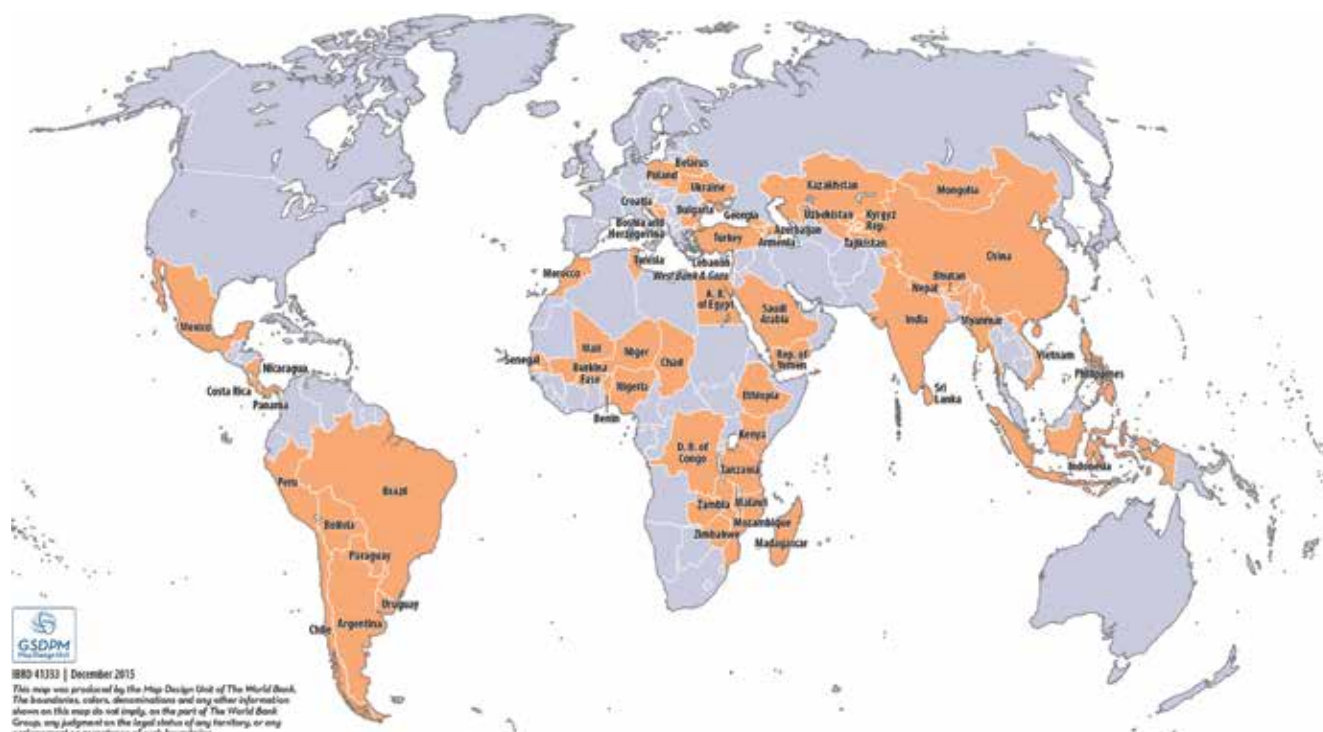 Belarus
Poland
Ukraine
Kazakhstan
Mongolia
Croatia
Bulgaria
Georgia
Uzbekistan
Kyrgyz
Rep.
Bosnia and
Herzegovina
Azerbaijan
Turkey
Armenia
Tajikistan
Tunisia
Lebanon
China
Morocco
West Bank & Gaza
Bhutan
Nepal
A. R.
of Egypt
Saudi
Arabia
India
Myanmar
Mexico
Mali
Niger
Chad
Senegal
Rep. of
Yemen
Vietnam
Nicaragua
Burkina
Faso
Nigeria
Philippines
Costa Rica
Ethiopia
Sri
Lanka
Panama
Benin
Kenya
D. R. of
Congo
Indonesia
Tanzania
Peru
Brazil
Zambia
Malawi
Bolivia
Mozambique
Zimbabwe
Madagascar
Paraguay
Uruguay
Chile
Argentina
GSDPM
Map Design Unit
IBRD 41353 | December 2015
This map was produced by the Map Design Unit of The World Bank.
The boundaries, colors, denominations and any other information
shown on this map do not imply, on the part of The World Bank
Group, any judgment on the legal status of any territory, or any